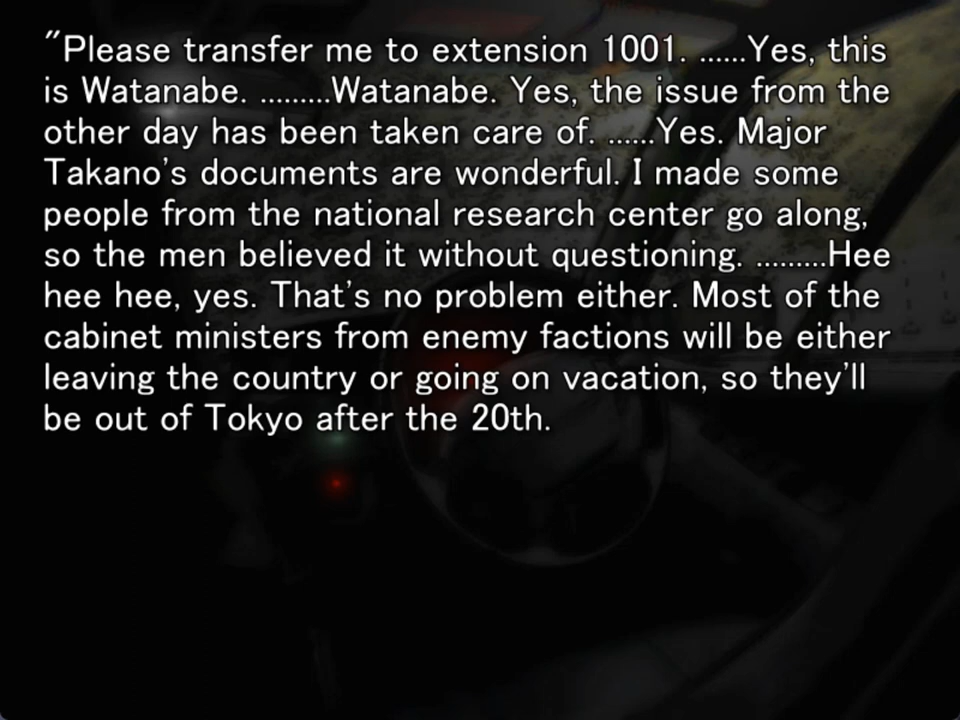 "Please transfer me to extension 1001. ......Yes, this
is Watanabe. .........Watanabe. Yes, the issue from the
other day has been taken care of. ......Yes. Major
Takano's documents are wonderful. I made some
people from the national research center go along,
so the men believed it without questioning. .........Hee
hee hee, yes. That's no problem either. Most of the
cabinet ministers from enemy factions will be either
leaving the country or going on vacation, so they'll
be out of Tokyo after the 20th.